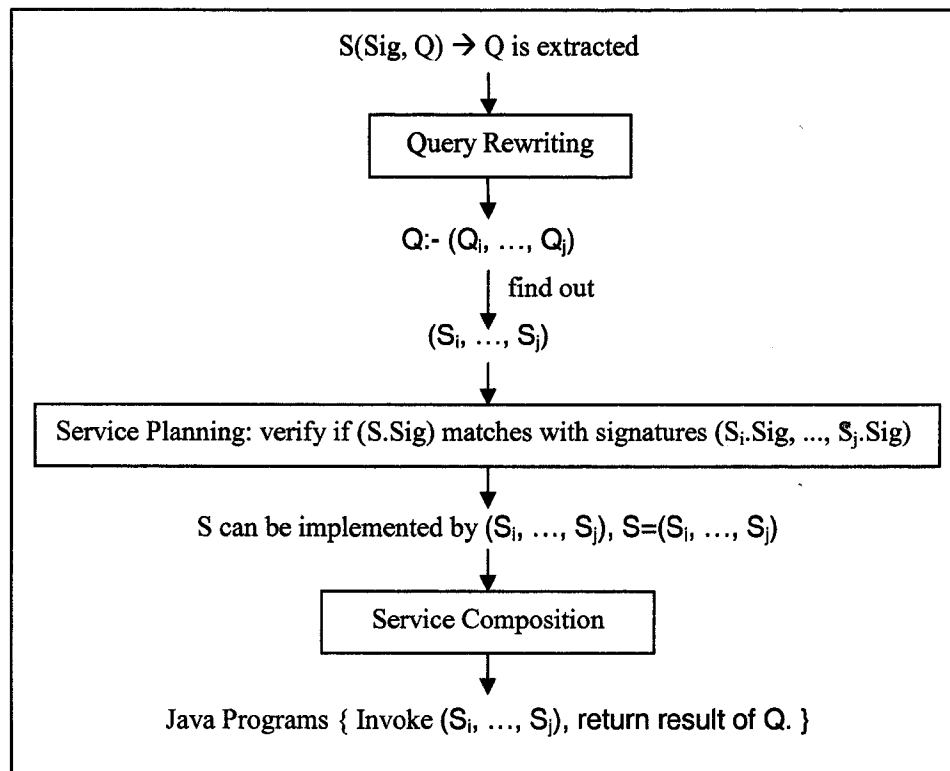 S(Sig, Q) → Q is extracted
Query Rewriting
Q:- (Qᵢ, …, Qⱼ)
find out
(Sᵢ, …, Sⱼ)
Service Planning: verify if (S.Sig) matches with signatures (Sᵢ.Sig, ..., Sⱼ.Sig)
S can be implemented by (Sᵢ, …, Sⱼ), S=(Sᵢ, …, Sⱼ)
Service Composition
Java Programs { Invoke (Sᵢ, …, Sⱼ), return result of Q. }